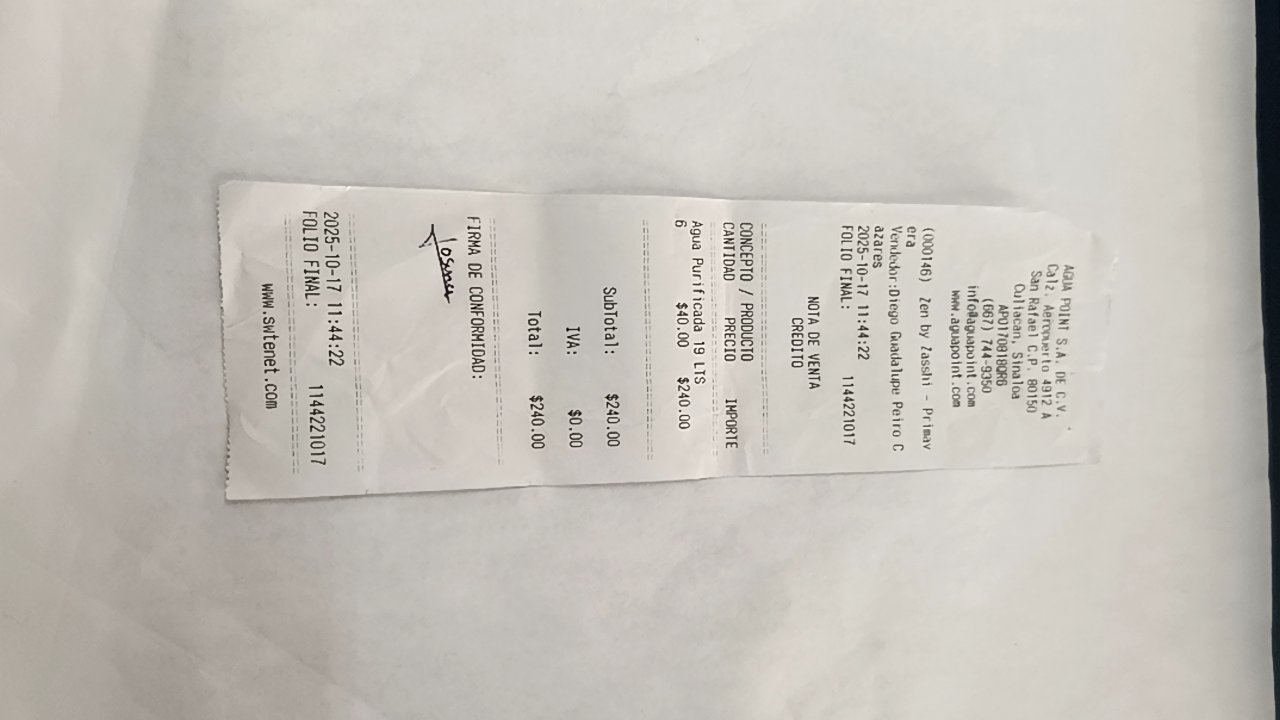 AGUA POINT S.A. DE C.V.
Calz. Aeropuerto 4912 A
San Rafael C.P. 80150
Culiacan, Sinaloa
APO170818QR6
(667) 744-9350
info@aguapoint.com
www.aguapoint.com
(000146) Zen by Zasshi - Primav
era
Vendedor:Diego Guadalupe Peiro C
azares
2025-10-17 11:44:22
FOLIO FINAL: 1144221017
NOTA DE VENTA
CREDITO
CONCEPTO / PRODUCTO
CANTIDAD PRECIO IMPORTE
Agua Purificada 19 LTS
6 $40.00 $240.00
SubTotal: $240.00
IVA: $0.00
Total: $240.00
FIRMA DE CONFORMIDAD:
2025-10-17 11:44:22
FOLIO FINAL: 1144221017
www.swtenet.com